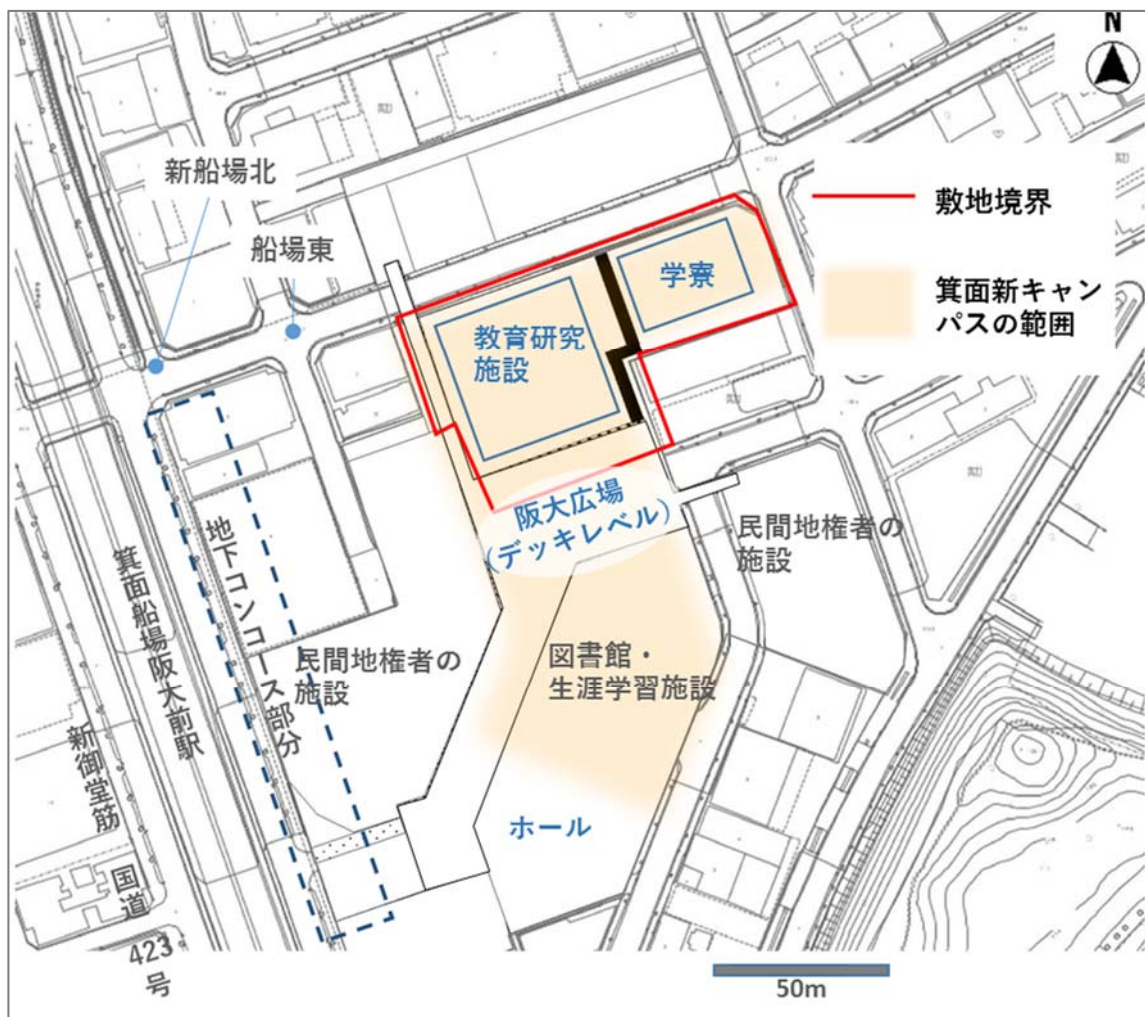 N
新船場北
船場東
敷地境界
箕面新キャン
パスの範囲
学寮
教育研究
施設
阪大広場
(デッキレベル)
民間地権者の
施設
地下コンコース部分
箕面船場阪大前駅
新御堂筋
国道
423
号
民間地権者の
施設
図書館・
生涯学習施設
ホール
50m